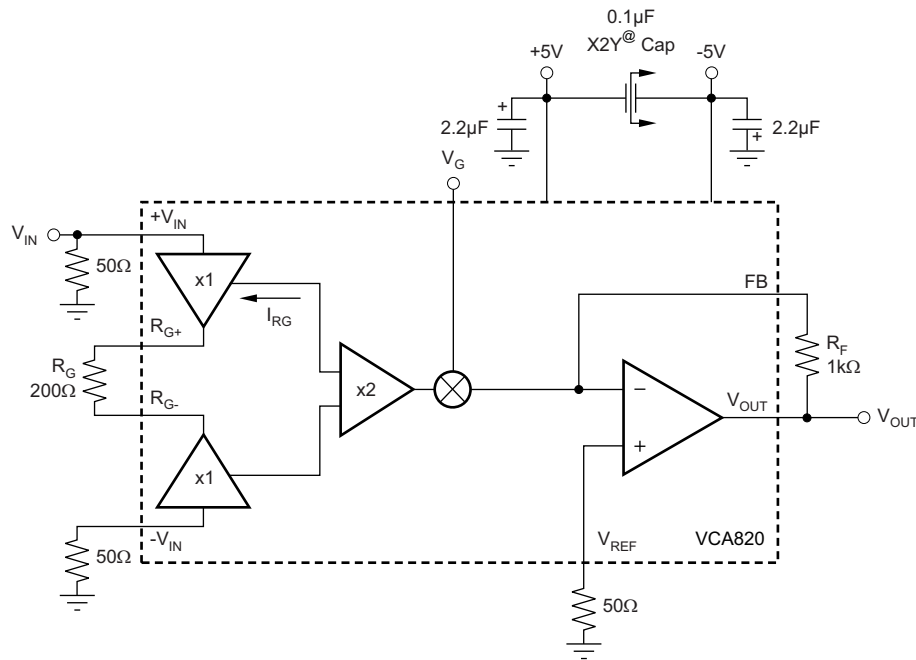 0.1µF
X2Y@ Cap
+5V
-5V
+
2.2µF
+
2.2µF
VG
+VIN
VIN
50Ω
x1
IRG
FB
RG+
RG
200Ω
RF
1kΩ
x2
RG-
−
VOUT
VOUT
+
x1
-VIN
50Ω
VREF
VCA820
50Ω